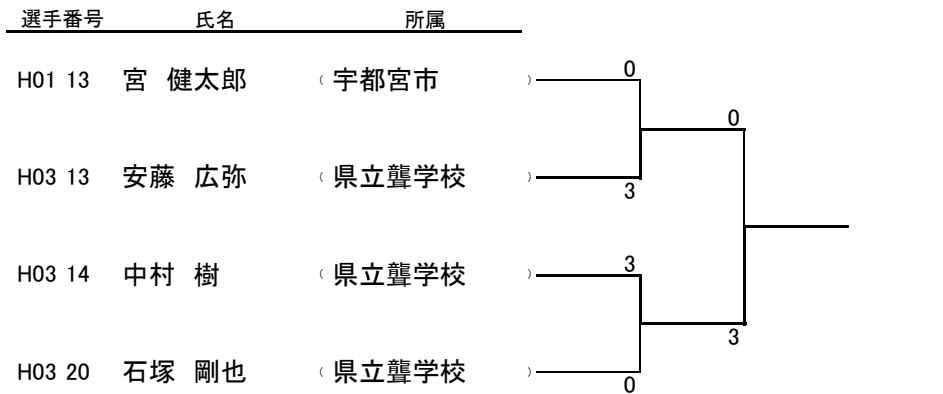 選手番号 氏名 所属
H01 13 宮 健太郎 （ 宇都宮市 ） 0
0
H03 13 安藤 広弥 （ 県立聾学校 ） 3
H03 14 中村 樹 （ 県立聾学校 ） 3
3
H03 20 石塚 剛也 （ 県立聾学校 ） 0